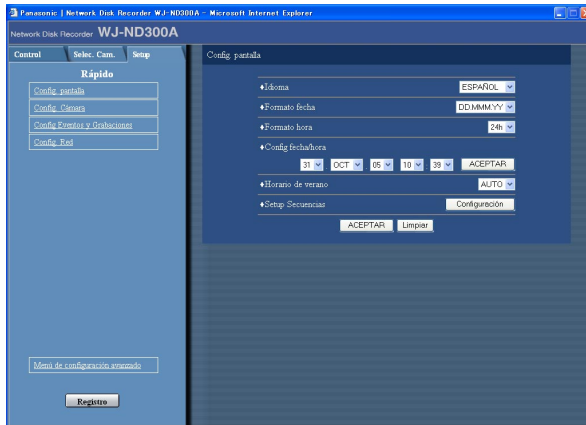 Panasonic | Network Disk Recorder WJ-ND300A - Microsoft Internet Explorer
Network Disk Recorder WJ-ND300A
Control Selec. Cam. Setup
Rápido
Config. pantalla
Config. Cámara
Config Eventos y Grabaciones
Config. Red
Menú de configuración avanzado
Registro
Config. pantalla
♦Idioma ESPAÑOL
♦Formato fecha DD.MMM.YY
♦Formato hora 24h
♦Config fecha/hora
31 OCT 05 10 : 39 ACEPTAR
♦Horario de verano AUTO
♦Setup Secuencias Configuración
ACEPTAR Limpiar